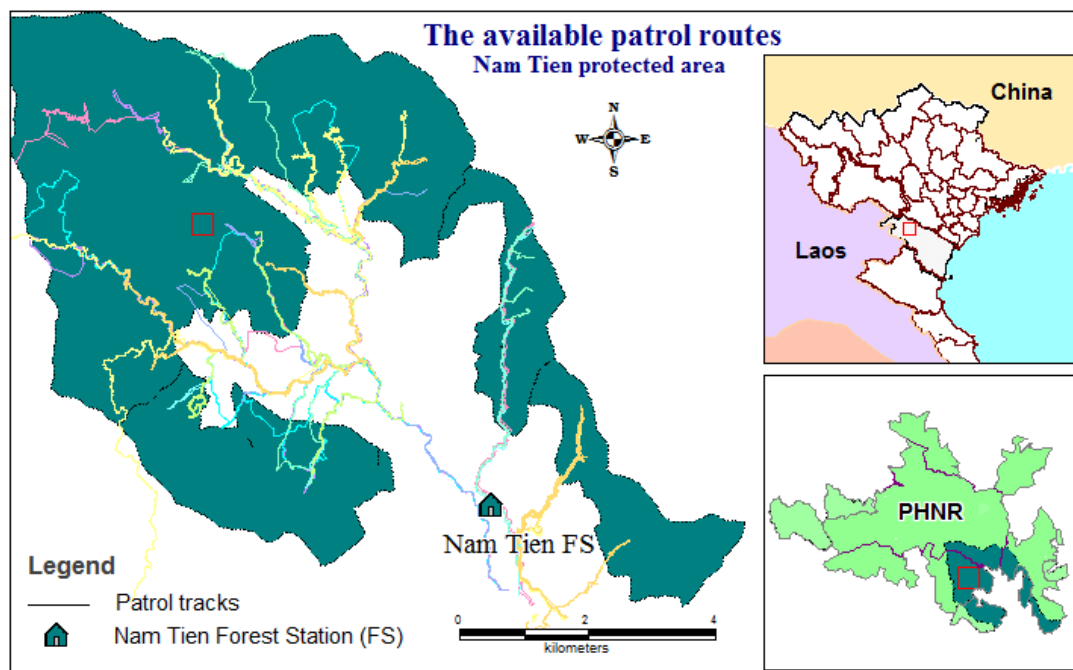 The available patrol routes
Nam Tien protected area
N
W E
S
China
Laos
PHNR
Nam Tien FS
Legend
Patrol tracks
Nam Tien Forest Station (FS)
0 2 4
kilometers